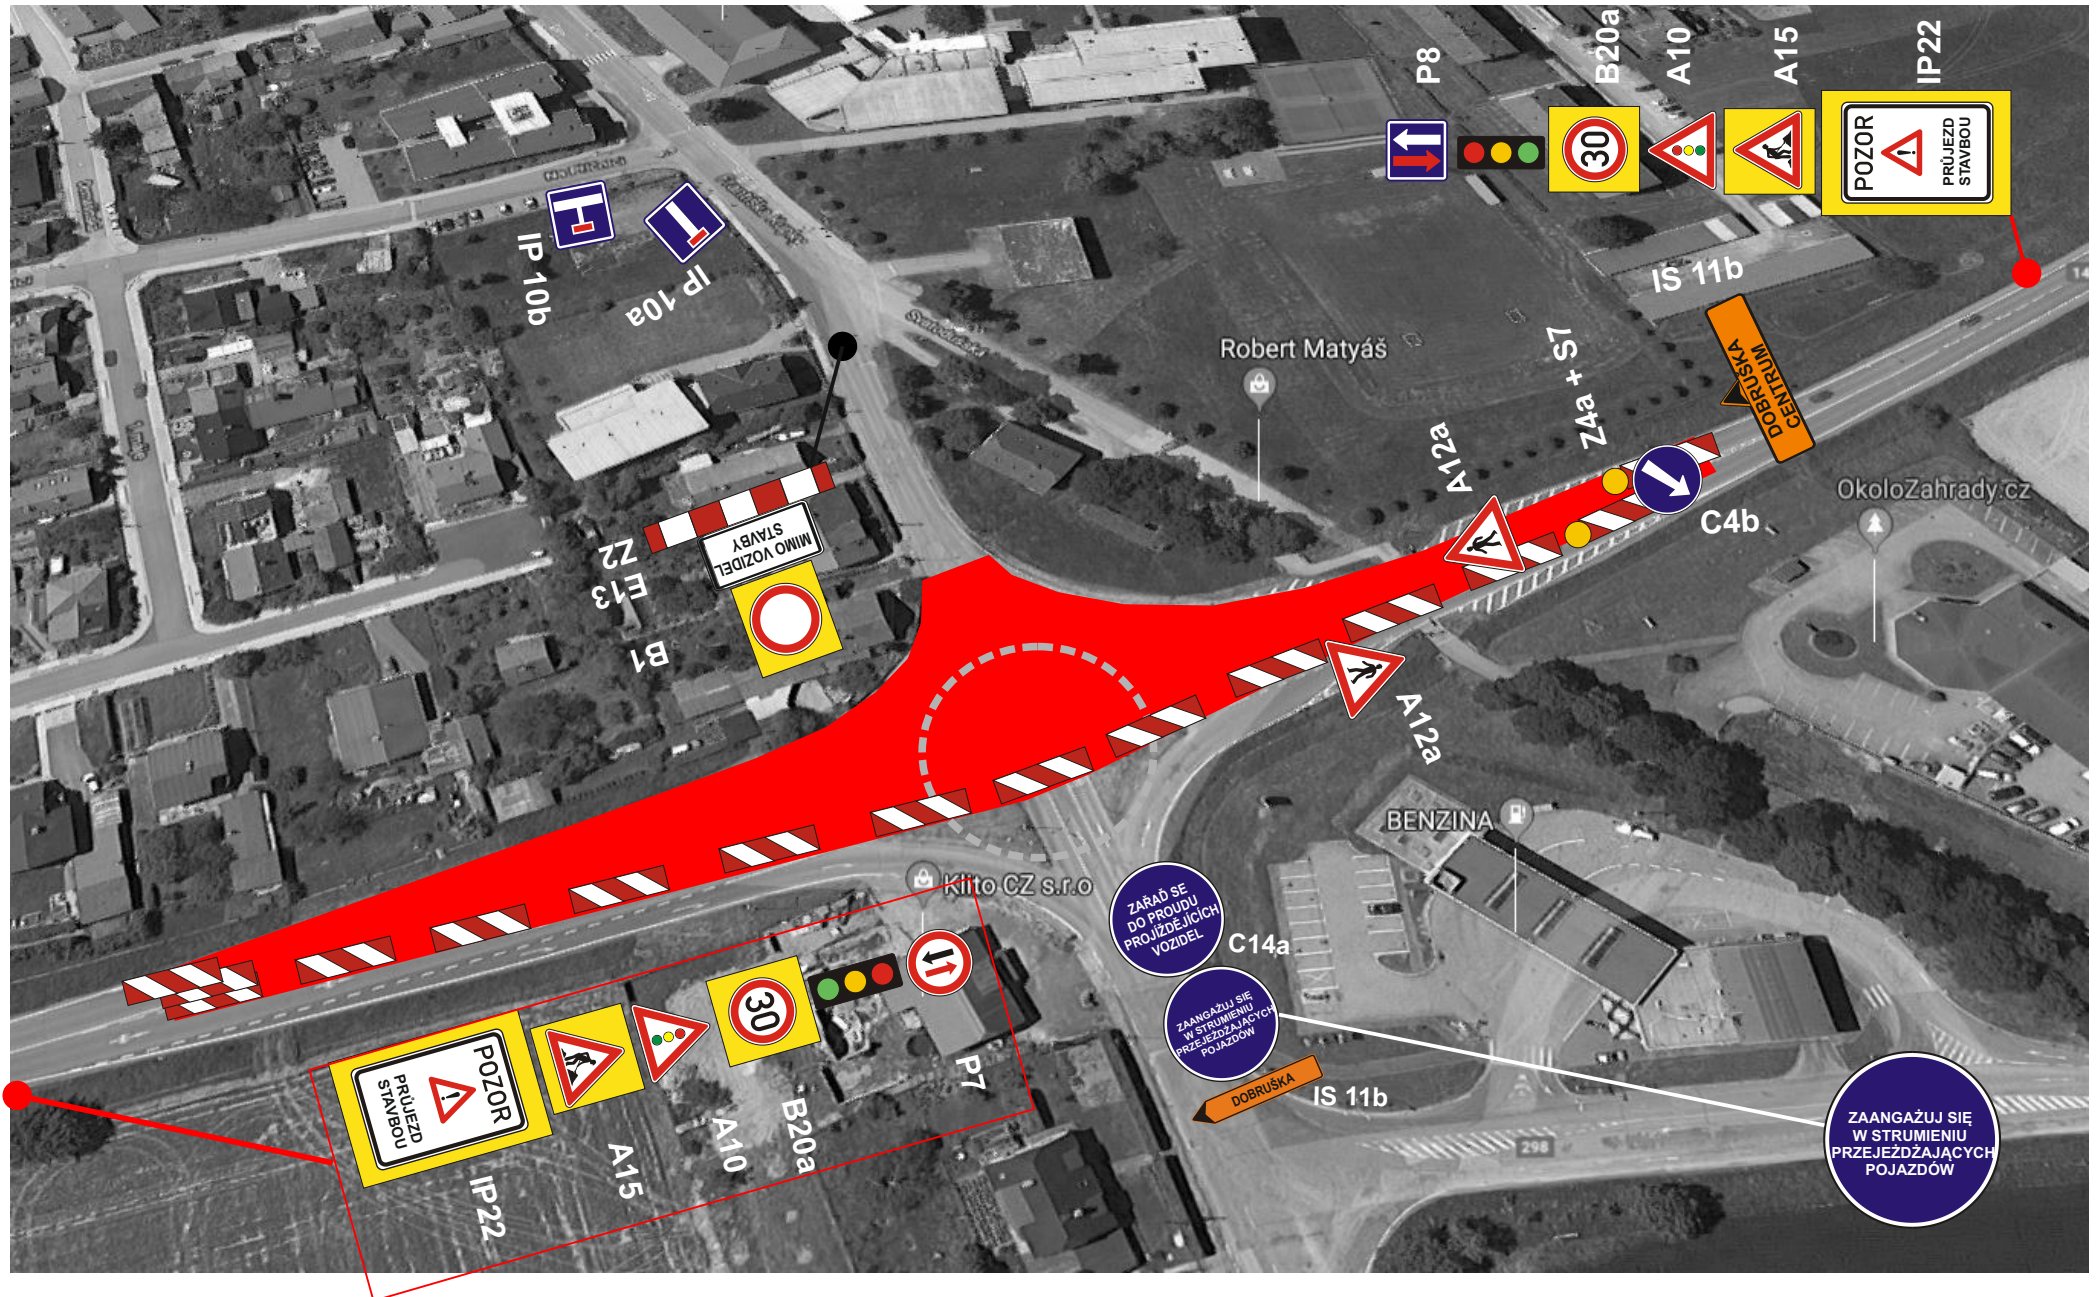 P8
B20a
A10
A15
IP22
30
POZOR
PRŮJEZD
STAVBOU
14
IP 10b
IP 10a
IS 11b
DOBRUŠKA
CENTRUM
Robert Matyáš
Z4a + S7
A12a
C4b
OkoloZahrady.cz
Z2
E13
B1
MIMO VOZIDEL
STAVBY
A12a
BENZINA
Klito CZ s.r.o
ZAŘAĎ SE
DO PROUDU
PROJÍŽDĚJÍCÍCH
VOZIDEL
C14a
ZAANGAŻUJ SIĘ
W STRUMIENIU
PRZEJEŻDŻAJĄCYCH
POJAZDÓW
DOBRUŠKA
IS 11b
298
ZAANGAŻUJ SIĘ
W STRUMIENIU
PRZEJEŻDŻAJĄCYCH
POJAZDÓW
POZOR
PRŮJEZD
STAVBOU
30
IP22
A15
A10
B20a
P7